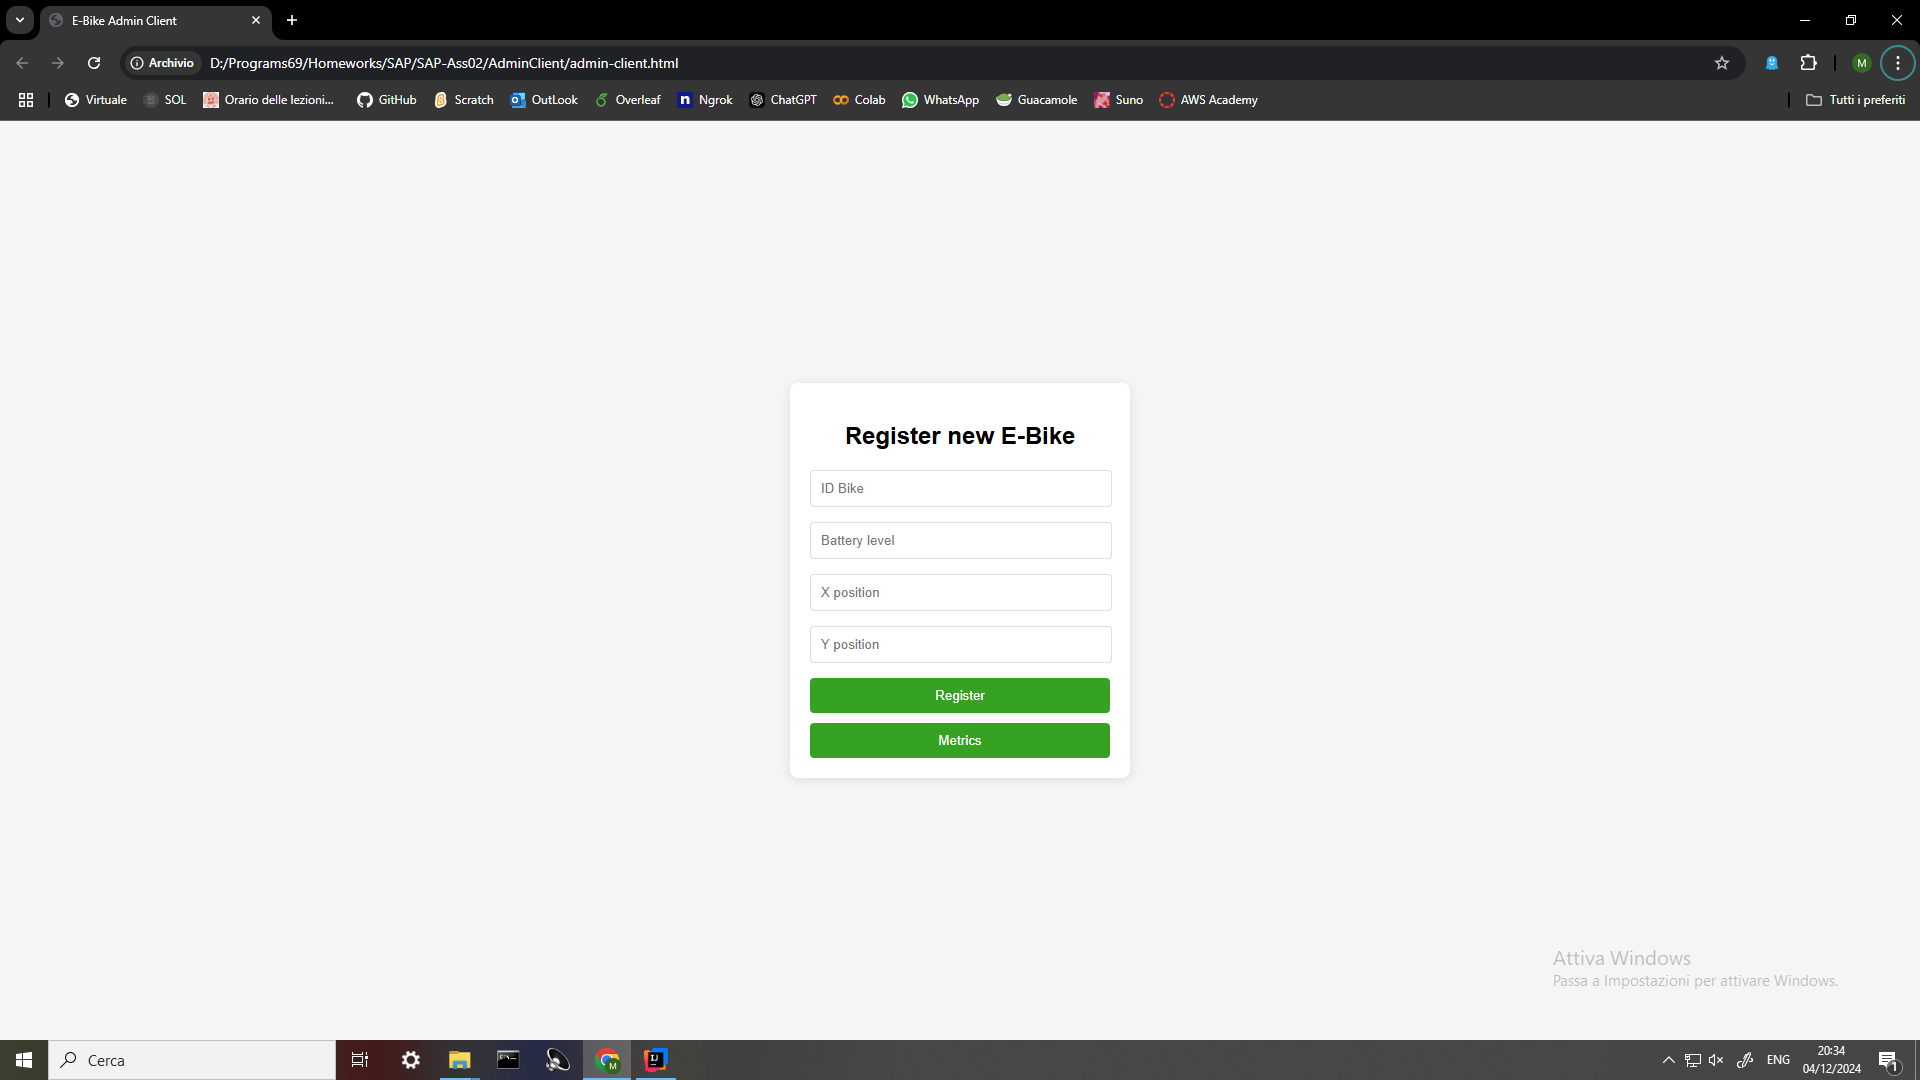 E-Bike Admin Client
Archivio
D:/Programs69/Homeworks/SAP/SAP-Ass02/AdminClient/admin-client.html
M
Virtuale
SOL
Orario delle lezioni...
GitHub
Scratch
OutLook
Overleaf
n
Ngrok
ChatGPT
Colab
WhatsApp
Guacamole
Suno
AWS Academy
Tutti i preferiti
Register new E-Bike
ID Bike
Battery level
X position
Y position
Register
Metrics
Attiva Windows
Passa a Impostazioni per attivare Windows.
Cerca
M
IJ
ENG
20:34
04/12/2024
1